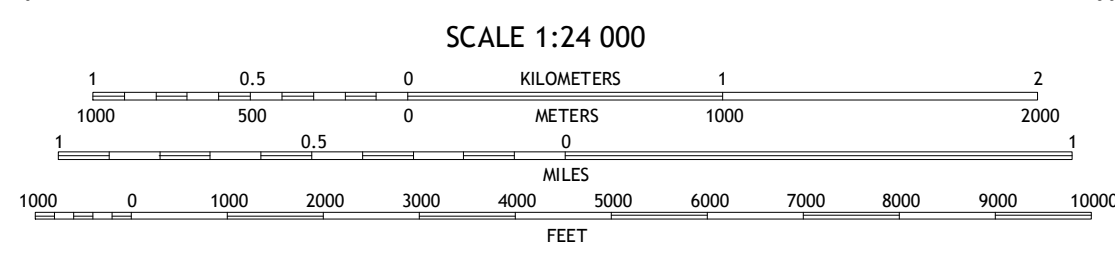 SCALE 1:24 000
1 0.5 0 KILOMETERS 1 2
1000 500 0 METERS 1000 2000
1 0.5 0 1
MILES
1000 0 1000 2000 3000 4000 5000 6000 7000 8000 9000 10000
FEET